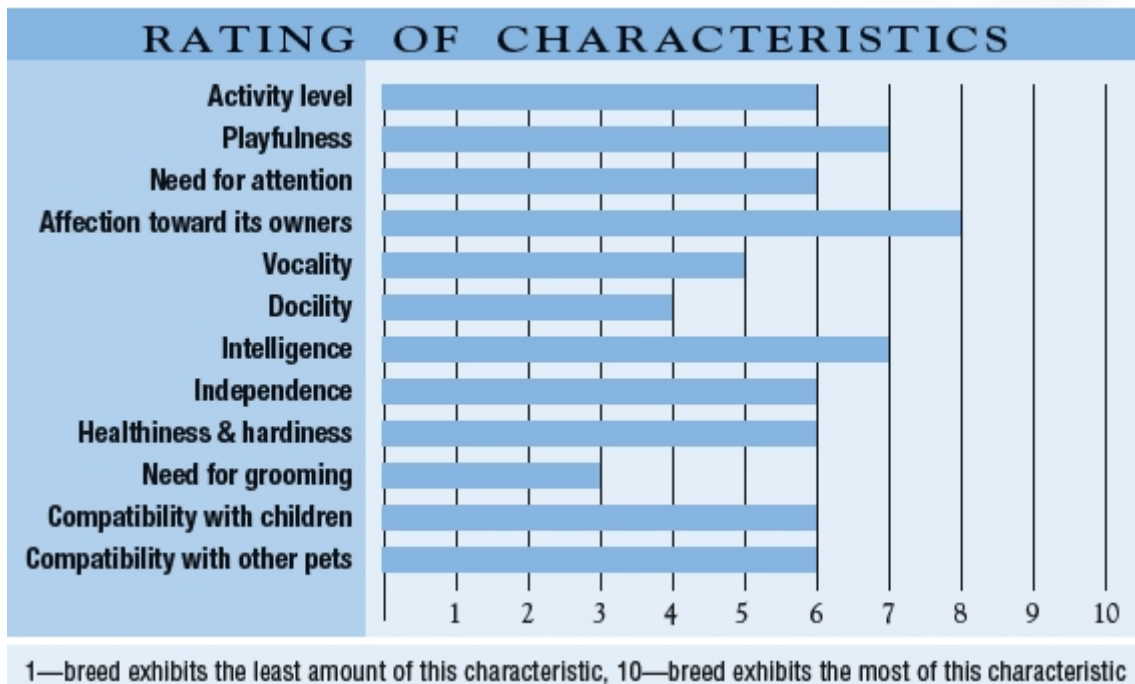 RATING OF CHARACTERISTICS
Activity level
Playfulness
Need for attention
Affection toward its owners
Vocality
Docility
Intelligence
Independence
Healthiness & hardiness
Need for grooming
Compatibility with children
Compatibility with other pets
1 2 3 4 5 6 7 8 9 10
1—breed exhibits the least amount of this characteristic, 10—breed exhibits the most of this characteristic